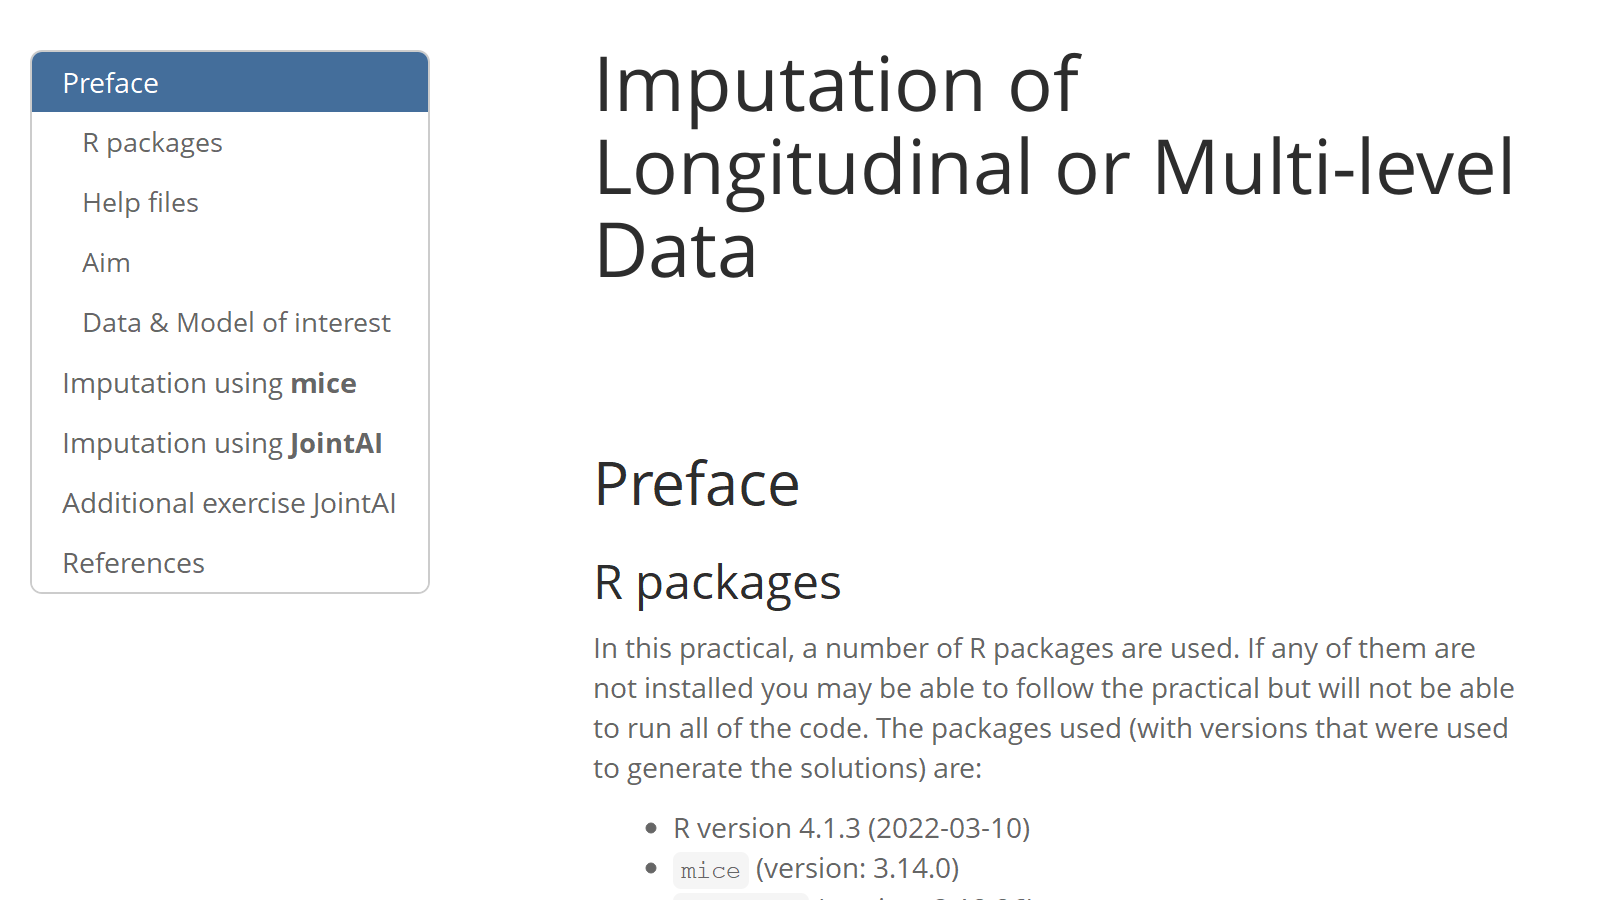 Preface
R packages
Help files
Aim
Data & Model of interest
Imputation using mice
Imputation using JointAI
Additional exercise JointAI
References
Imputation of
Longitudinal or Multi-level
Data
Preface
R packages
In this practical, a number of R packages are used. If any of them are
not installed you may be able to follow the practical but will not be able
to run all of the code. The packages used (with versions that were used
to generate the solutions) are:
R version 4.1.3 (2022-03-10)
mice (version: 3.14.0)